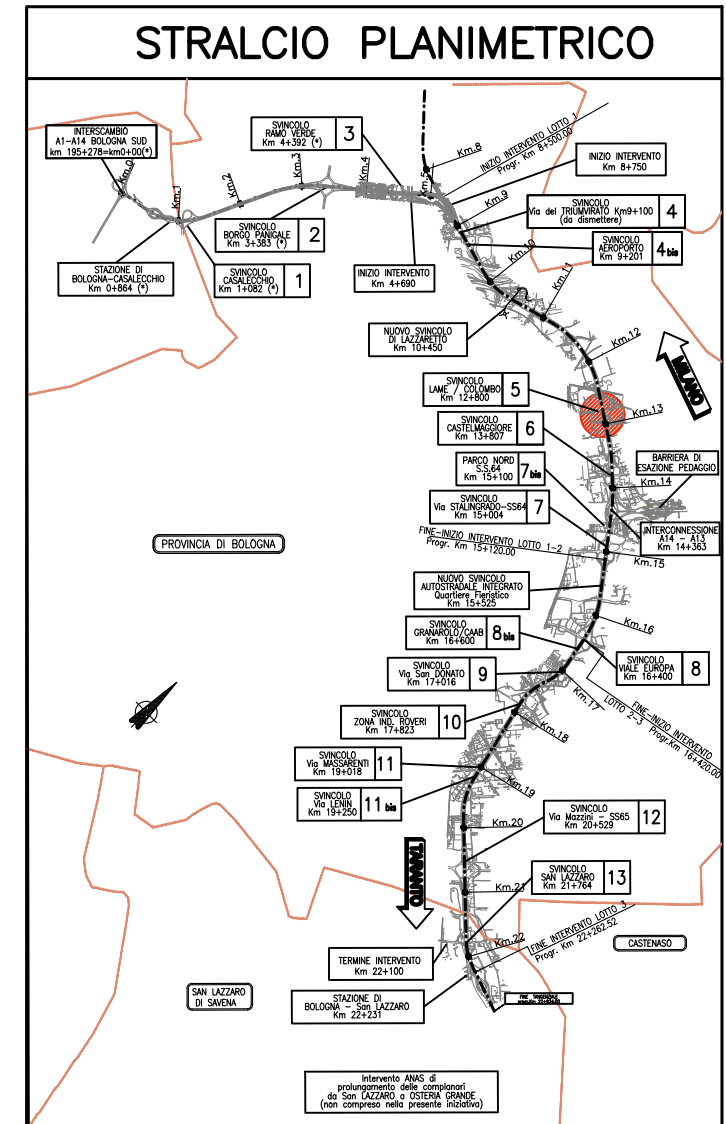 STRALCIO PLANIMETRICO
INTERSCAMBIO
A1-A14 BOLOGNA SUD
km 195+278=km0+00(*)
SVINCOLO
RAMO VERDE
Km 4+392 (*)
3
Km.0
Km.1
Km.2
Km.3
Km.4
Km.5
Km.8
INIZIO INTERVENTO LOTTO 1
Progr. Km 8+500.00
INIZIO INTERVENTO
Km 8+750
Km.9
SVINCOLO
Via del TRIUMVIRATO Km9+100
(da dismettere)
4
SVINCOLO
BORGO PANIGALE
Km 3+383 (*)
2
SVINCOLO
AEROPORTO
Km 9+201
4bis
STAZIONE DI
BOLOGNA-CASALECCHIO
Km 0+864 (*)
SVINCOLO
CASALECCHIO
Km 1+082 (*)
1
INIZIO INTERVENTO
Km 4+690
Km.10
Km.11
NUOVO SVINCOLO
DI LAZZARETTO
Km 10+450
Km.12
MILANO
SVINCOLO
LAME / COLOMBO
Km 12+800
5
Km.13
SVINCOLO
CASTELMAGGIORE
Km 13+807
6
PARCO NORD
S.S.64
Km 15+100
7bis
BARRIERA DI
ESAZIONE PEDAGGIO
Km.14
SVINCOLO
Via STALINGRADO-SS64
Km 15+004
7
INTERCONNESSIONE
A14 - A13
Km 14+363
FINE-INIZIO INTERVENTO LOTTO 1-2
Progr. Km 15+120.00
Km.15
PROVINCIA DI BOLOGNA
NUOVO SVINCOLO
AUTOSTRADALE INTEGRATO
Quartiere Fieristico
Km 15+525
Km.16
SVINCOLO
GRANAROLO/CAAB
Km 16+600
8bis
SVINCOLO
VIALE EUROPA
Km 16+400
8
SVINCOLO
Via San DONATO
Km 17+016
9
Km.17
FINE-INIZIO INTERVENTO
LOTTO 2-3 Progr.Km 16+420.00
SVINCOLO
ZONA IND. ROVERI
Km 17+823
10
Km.18
SVINCOLO
Via MASSARENTI
Km 19+018
11
Km.19
SVINCOLO
Via LENIN
Km 19+250
11bis
SVINCOLO
Via Mazzini - SS65
Km 20+529
12
Km.20
TARANTO
SVINCOLO
SAN LAZZARO
Km 21+764
13
Km.21
Km.22
FINE INTERVENTO LOTTO 3
Progr. Km 22+262.52
CASTENASO
TERMINE INTERVENTO
Km 22+100
SAN LAZZARO
DI SAVENA
STAZIONE DI
BOLOGNA - San LAZZARO
Km 22+231
FINE TANGENZIALE
Intervento ANAS di
prolungamento delle complanari
da San LAZZARO a OSTERIA GRANDE
(non compreso nella presente iniziativa)